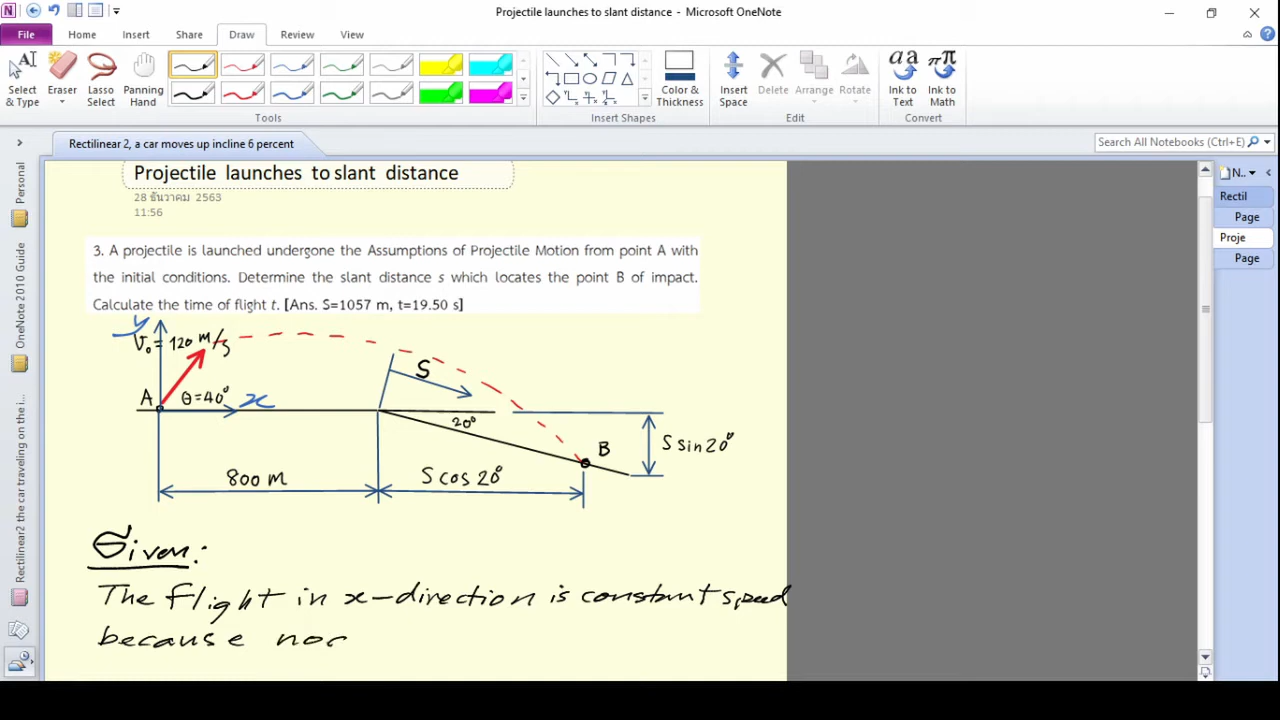 Projectile launches to slant distance - Microsoft OneNote
File Home Insert Share Draw Review View
Select & Type
Eraser
Lasso Select
Panning Hand
Tools
Insert Shapes
Color & Thickness
Insert Space
Delete
Arrange
Rotate
Edit
Ink to Text
Ink to Math
Convert
Rectilinear 2, a car moves up incline 6 percent
Search All Notebooks (Ctrl+E)
Personal
OneNote 2010 Guide
Rectilinear2 the car traveling on the i...
N..
Rectil
Page
Proje
Page
Projectile launches to slant distance
28 ธันวาคม 2563
11:56
3. A projectile is launched undergone the Assumptions of Projectile Motion from point A with
the initial conditions. Determine the slant distance s which locates the point B of impact.
Calculate the time of flight t. [Ans. S=1057 m, t=19.50 s]
y
V₀ = 120 m/s
A θ=40° x
S
20°
B
S sin20°
800 m
S cos 20°
Given:
The flight in x-direction is constant speed
because noc